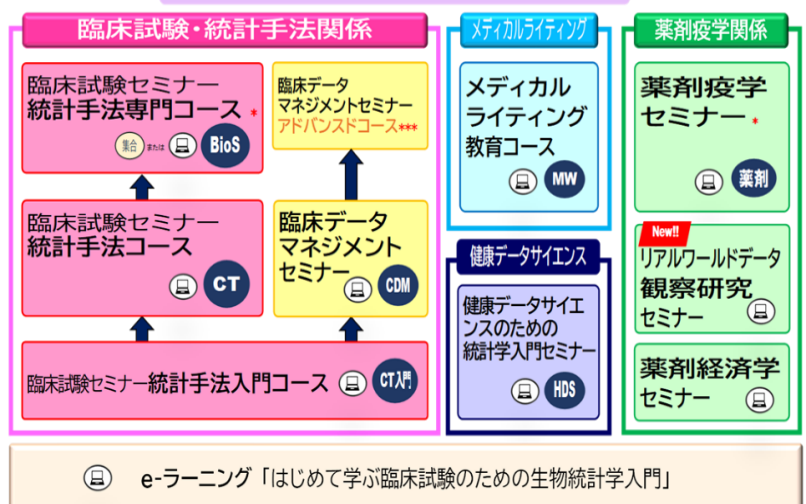 臨床試験・統計手法関係
臨床試験セミナー
統計手法専門コース *
集合 または BioS
臨床データ
マネジメントセミナー
アドバンスドコース***
臨床試験セミナー
統計手法コース
CT
臨床データ
マネジメント
セミナー
CDM
臨床試験セミナー統計手法入門コース
CT入門
メディカルライティング
メディカル
ライティング
教育コース
MW
健康データサイエンス
健康データサイエ
ンスのための
統計学入門セミナー
HDS
薬剤疫学関係
薬剤疫学
セミナー *
薬剤
New!!
リアルワールドデータ
観察研究
セミナー
薬剤経済学
セミナー
e-ラーニング「はじめて学ぶ臨床試験のための生物統計学入門」